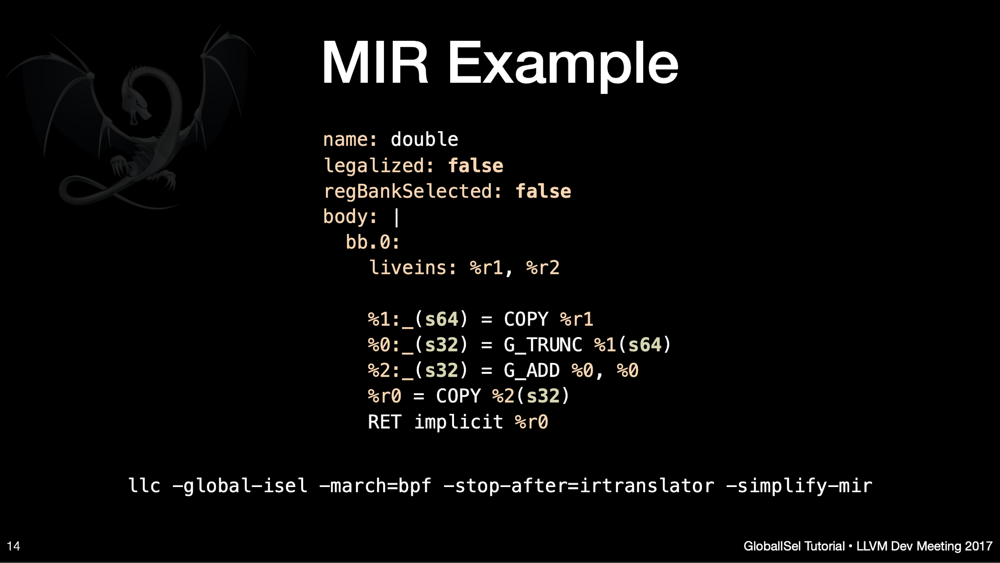 MIR Example
name: double
legalized: false
regBankSelected: false
body: |
  bb.0:
    liveins: %r1, %r2

    %1:_(s64) = COPY %r1
    %0:_(s32) = G_TRUNC %1(s64)
    %2:_(s32) = G_ADD %0, %0
    %r0 = COPY %2(s32)
    RET implicit %r0
llc –global–isel –march=bpf –stop–after=irtranslator –simplify–mir
14
GlobalISel Tutorial • LLVM Dev Meeting 2017